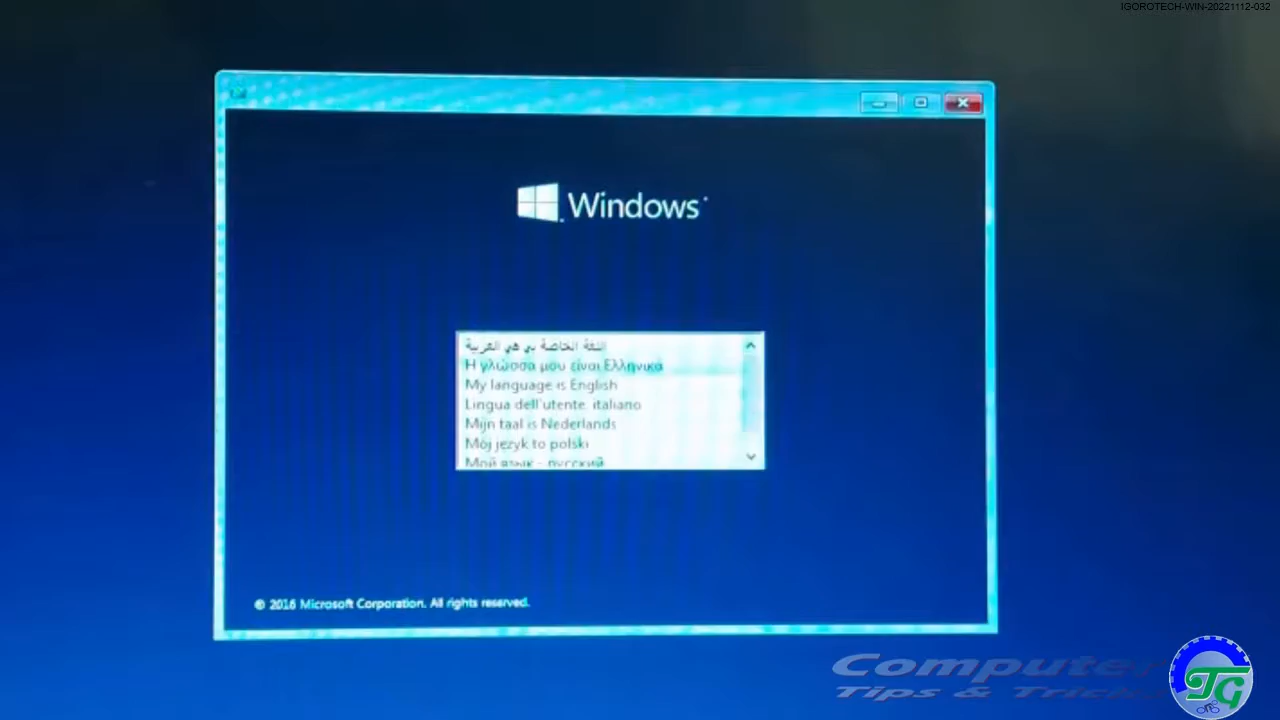 IGOROTECH-WIN-20221112-032
Windows
اللغة الخاصة بي هي العربية
Η γλώσσα μου είναι Ελληνικά
My language is English
Lingua dell'utente: italiano
Mijn taal is Nederlands
Mój język to polski
Мой язык - русский
© 2016 Microsoft Corporation. All rights reserved.
Computer
Tips & Tricks
TG